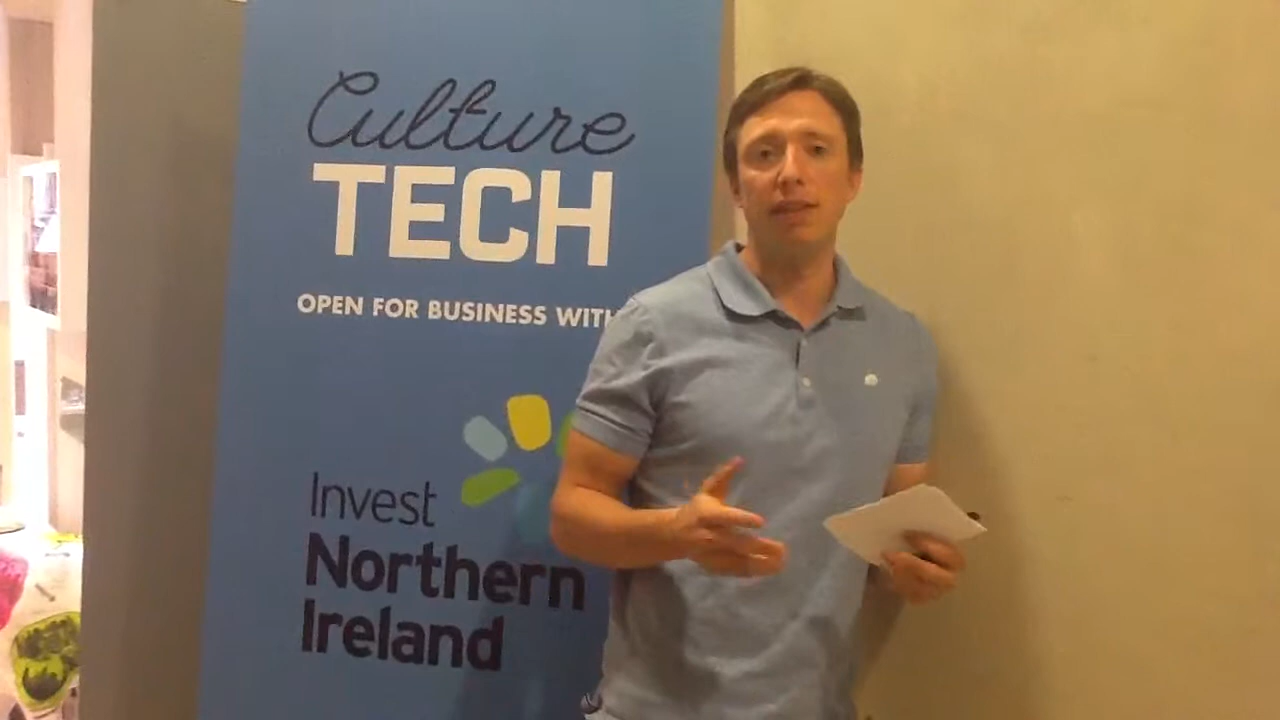 Culture
TECH
OPEN FOR BUSINESS WITH
Invest
Northern
Ireland